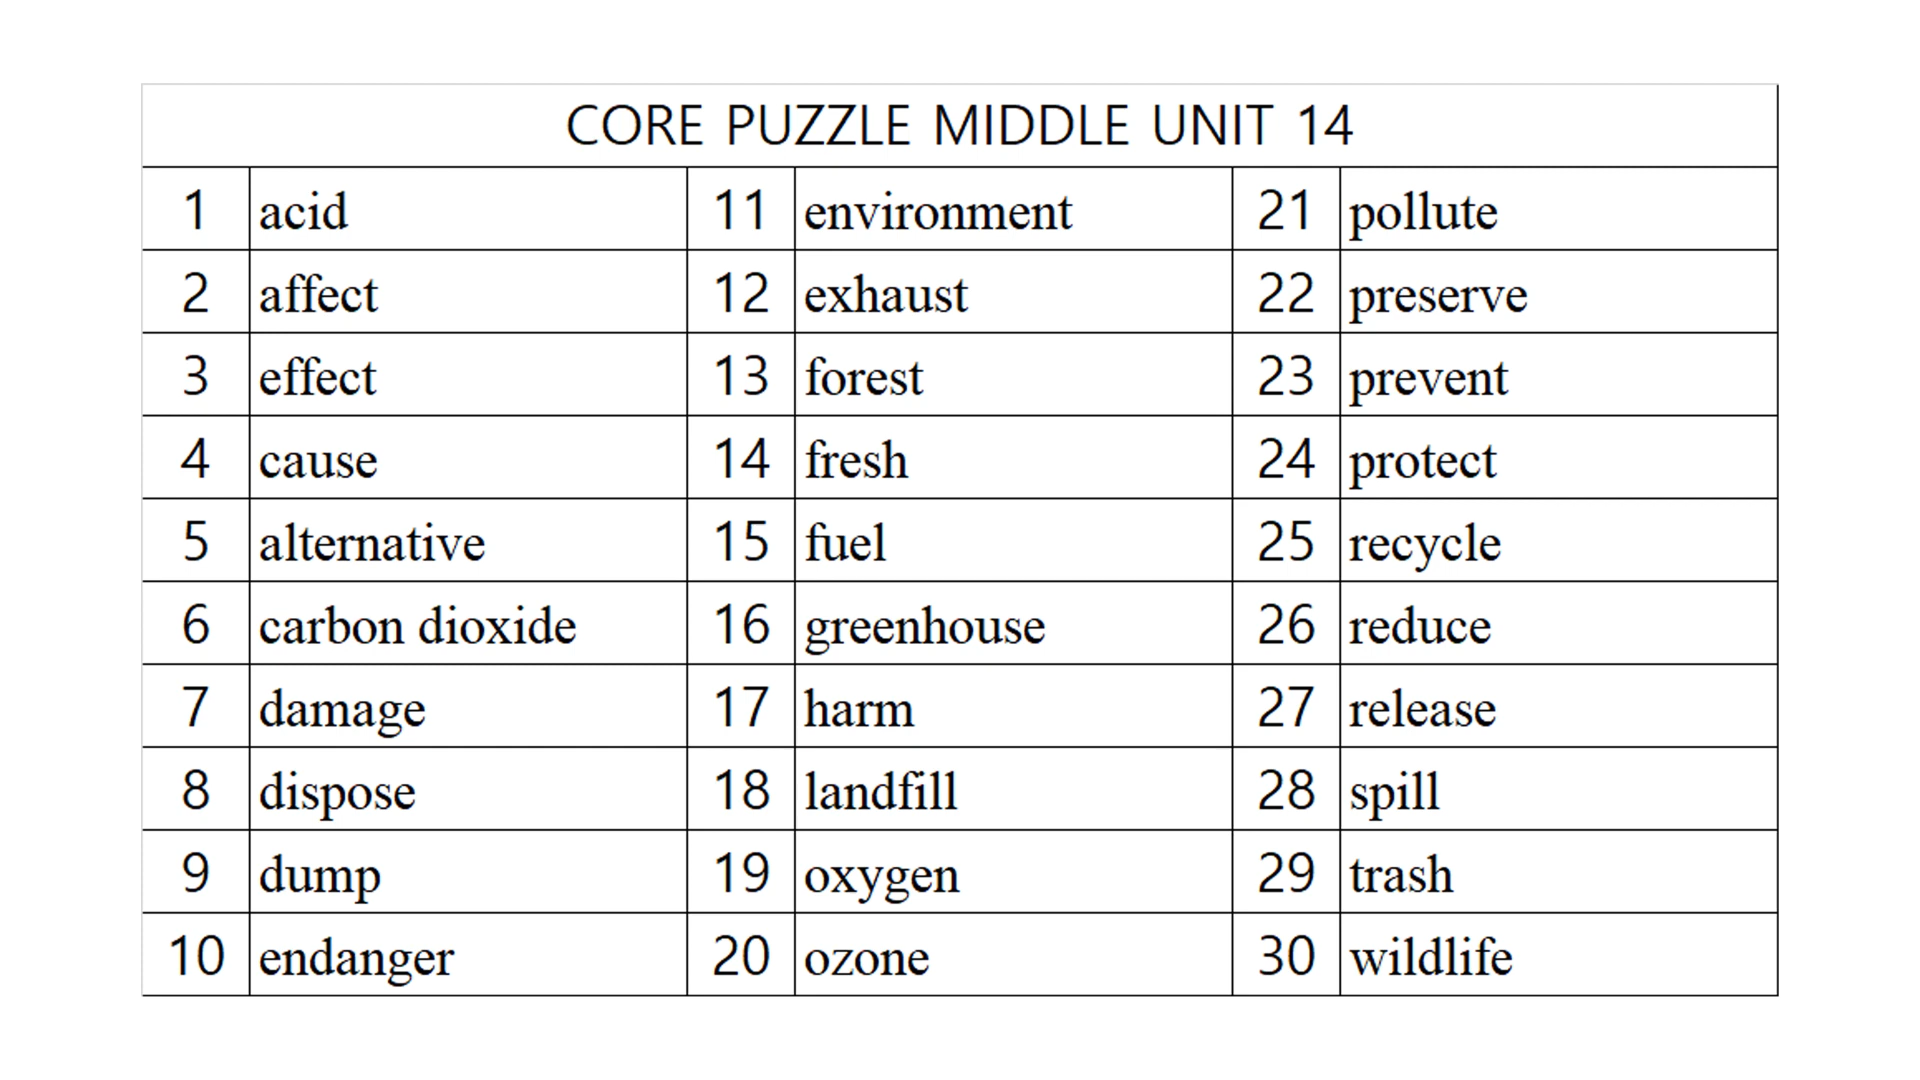 CORE PUZZLE MIDDLE UNIT 14
1 acid 11 environment 21 pollute
2 affect 12 exhaust 22 preserve
3 effect 13 forest 23 prevent
4 cause 14 fresh 24 protect
5 alternative 15 fuel 25 recycle
6 carbon dioxide 16 greenhouse 26 reduce
7 damage 17 harm 27 release
8 dispose 18 landfill 28 spill
9 dump 19 oxygen 29 trash
10 endanger 20 ozone 30 wildlife